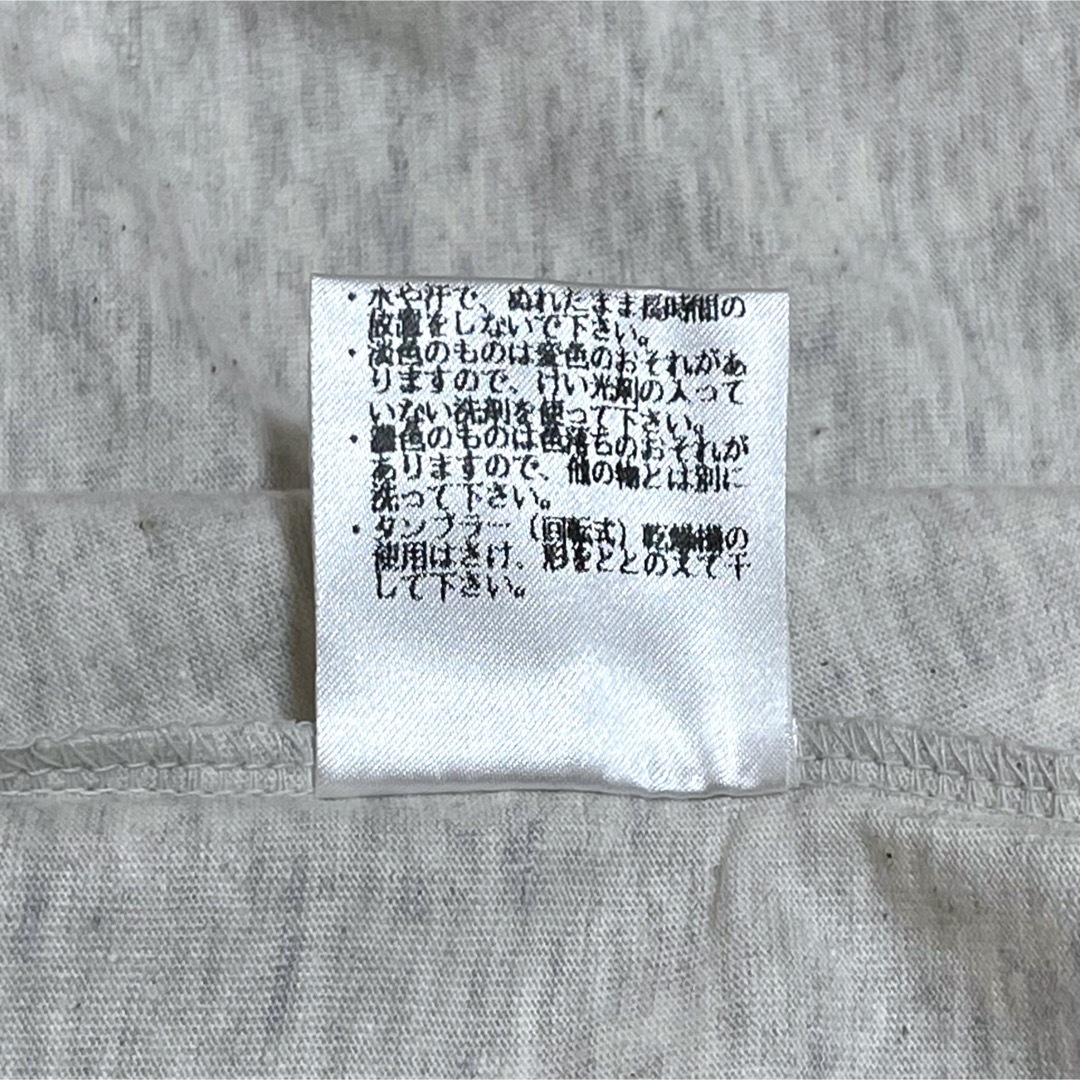 ・水や汗で、ぬれたまま長時間の
放置をしないで下さい。
・淡色のものは変色のおそれがあ
りますので、けい光剤の入って
いない洗剤を使って下さい。
・濃色のものは色落ちのおそれが
ありますので、他の物とは別に
洗って下さい。
・タンブラー(回転式)乾燥機の
使用はさけ、形をととのえて干
して下さい。